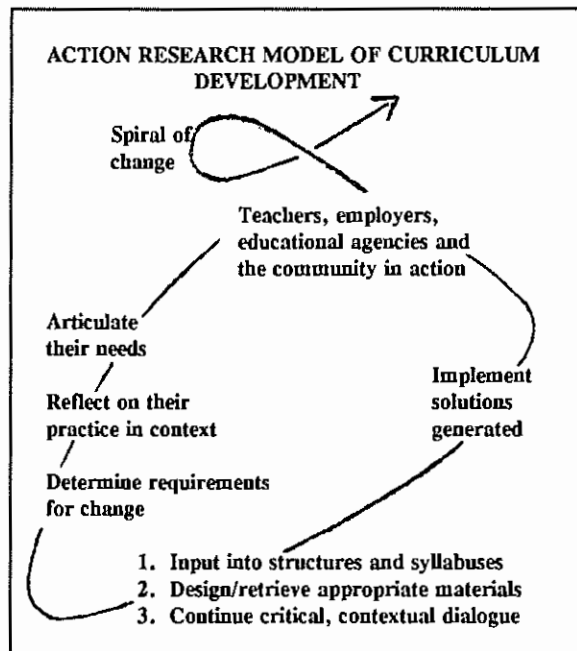 ACTION RESEARCH MODEL OF CURRICULUM
DEVELOPMENT
Spiral of
change
Teachers, employers,
educational agencies and
the community in action
Articulate
their needs
Reflect on their
practice in context
Determine requirements
for change
Implement
solutions
generated
1. Input into structures and syllabuses
2. Design/retrieve appropriate materials
3. Continue critical, contextual dialogue